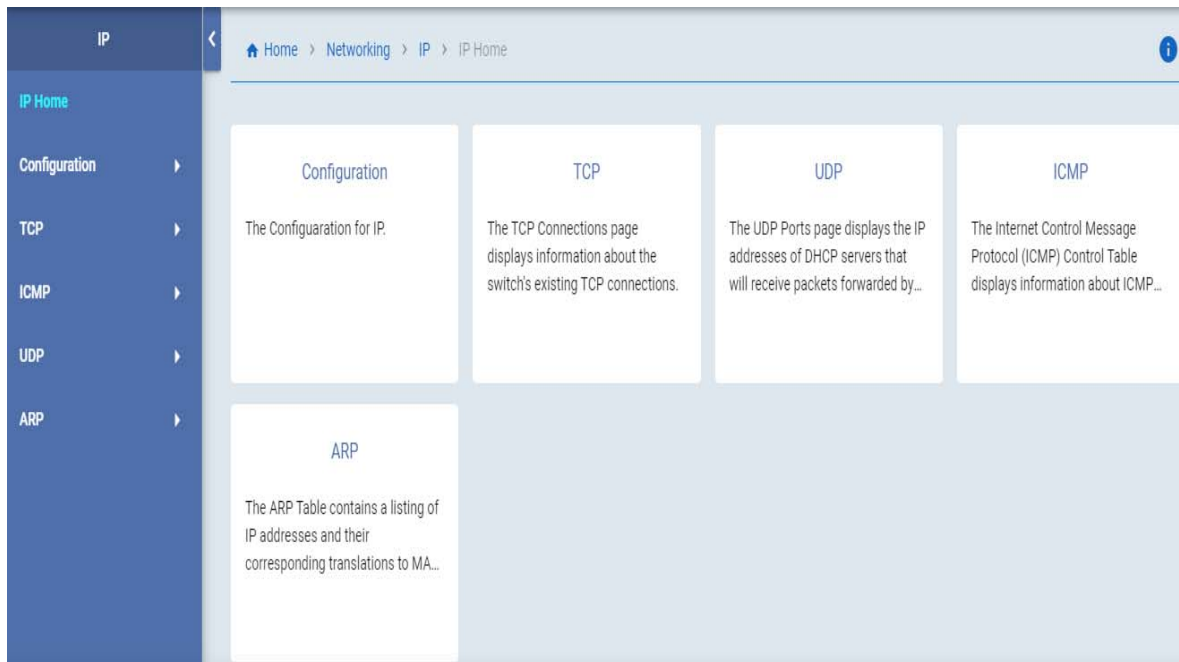 IP
Home > Networking > IP > IP Home
IP Home
Configuration
TCP
ICMP
UDP
ARP
Configuration
The Configuaration for IP.
TCP
The TCP Connections page
displays information about the
switch's existing TCP connections.
UDP
The UDP Ports page displays the IP
addresses of DHCP servers that
will receive packets forwarded by...
ICMP
The Internet Control Message
Protocol (ICMP) Control Table
displays information about ICMP...
ARP
The ARP Table contains a listing of
IP addresses and their
corresponding translations to MA...